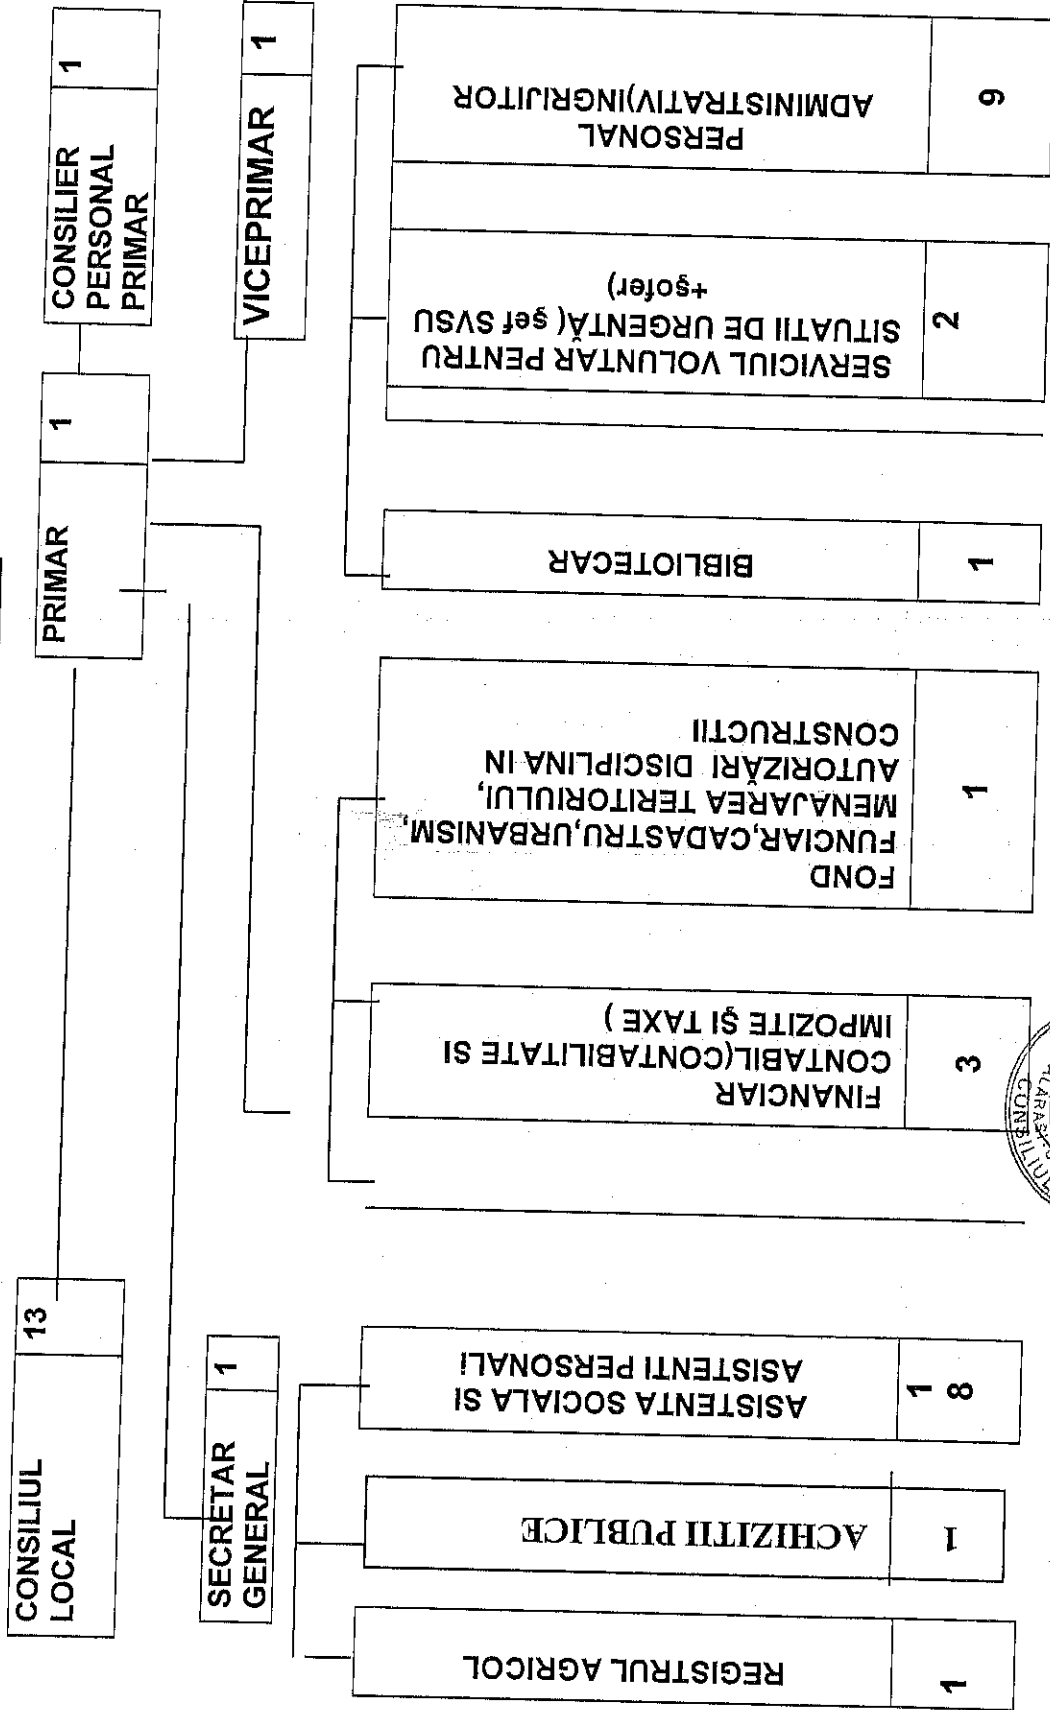 CONSILIUL
LOCAL
13
PRIMAR
1
CONSILIER
PERSONAL
PRIMAR
1
SECRETAR
GENERAL
1
VICEPRIMAR
1
REGISTRUL AGRICOL
1
ACHIZITII PUBLICE
1
ASISTENTA SOCIALA SI
ASISTENTI PERSONALI
1
8
FINANCIAR
CONTABIL(CONTABILITATE SI
IMPOZITE ŞI TAXE )
3
FOND
FUNCIAR,CADASTRU,URBANISM,
MENAJAREA TERITORIULUI,
AUTORIZĂRI DISCIPLINA IN
CONSTRUCTII
1
BIBLIOTECAR
1
SERVICIUL VOLUNTAR PENTRU
SITUATII DE URGENTĂ( şef SVSU
+şofer)
2
PERSONAL
ADMINISTRATIV)INGRIJITOR
9
CONSILIUL